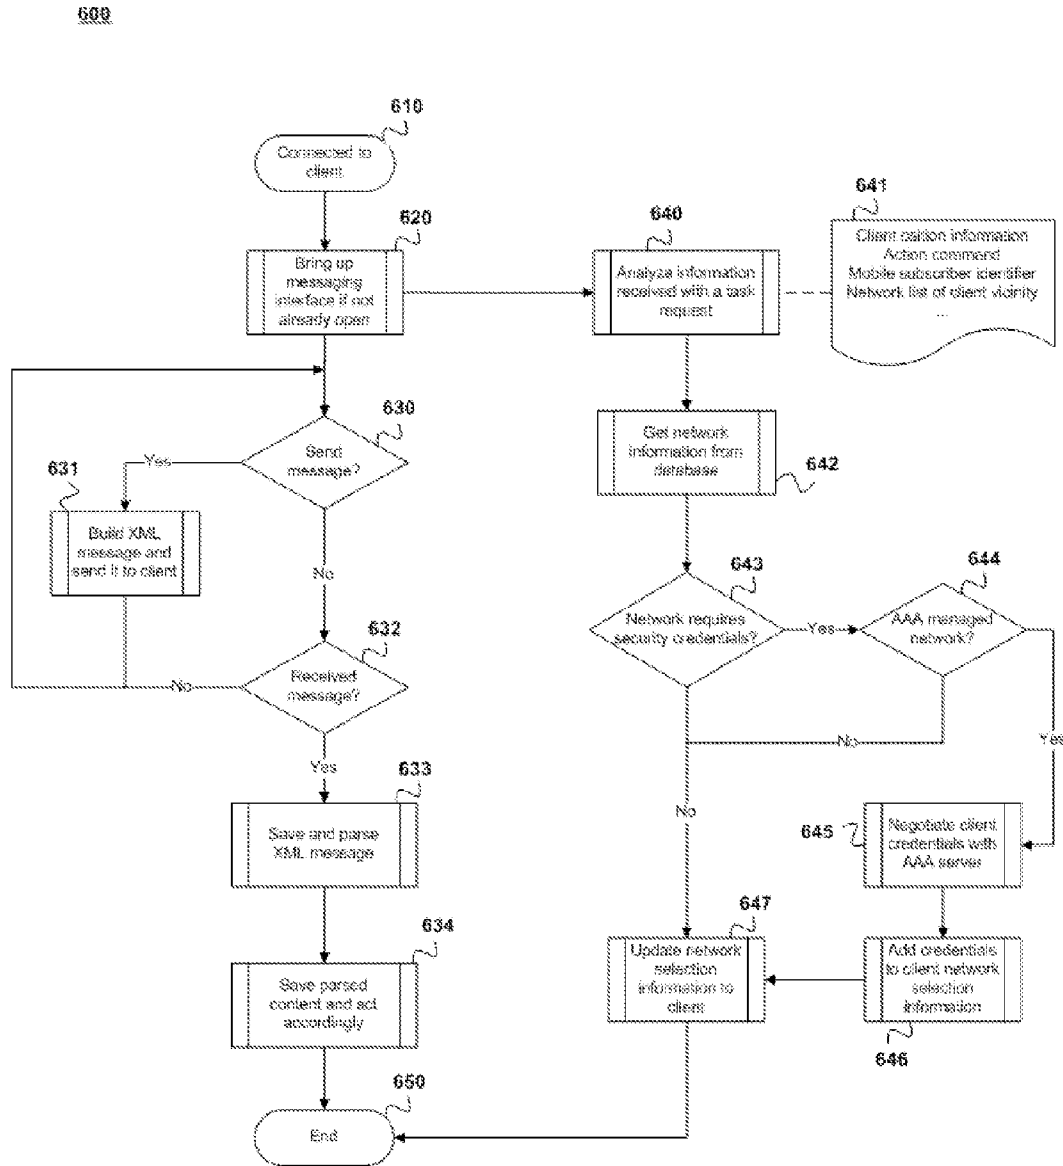 600
610
Connected to
client
620
Bring up
messaging
interface if not
already open
640
Analyze information
received with a task
request
641
Client
information
Action command
Mobile subscriber identifier
Network list of client vicinity
...
630
Send
message?
Yes
631
Build XML
message and
send it to client
No
632
Received
message?
No
Yes
633
Save and parse
XML message
634
Save parsed
content and act
accordingly
650
End
Get network
information from
database
642
643
Network requires
security credentials?
Yes
644
AAA managed
network?
No
Yes
No
645
Negotiate client
credentials with
AAA server
647
Update network
selection
information to
client
Add credentials
to client network
selection
information
646